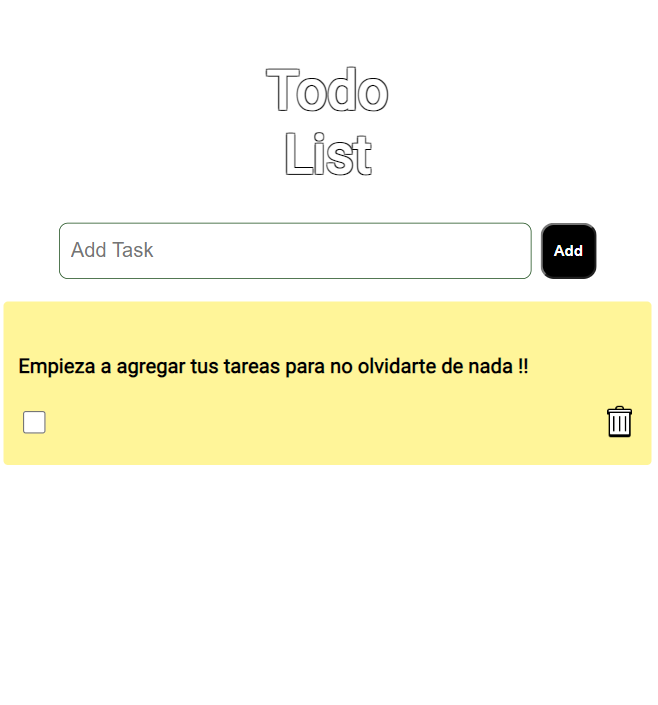 Todo
List
Add Task
Add
Empieza a agregar tus tareas para no olvidarte de nada !!